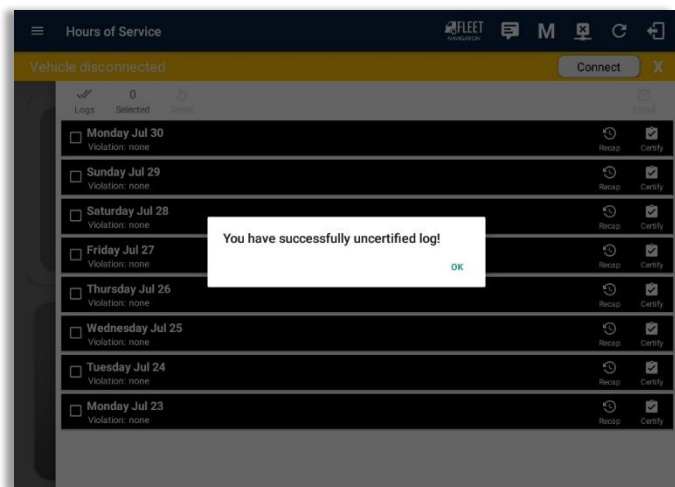 Hours of Service
FLEET
NAVIGATION
M
Vehicle disconnected
Connect
X
Logs
0
Selected
Reset
Email
Monday Jul 30
Violation: none
Recap
Certify
Sunday Jul 29
Violation: none
Recap
Certify
Saturday Jul 28
Violation: none
Recap
Certify
Friday Jul 27
Violation: none
Recap
Certify
You have successfully uncertified log!
OK
Thursday Jul 26
Violation: none
Recap
Certify
Wednesday Jul 25
Violation: none
Recap
Certify
Tuesday Jul 24
Violation: none
Recap
Certify
Monday Jul 23
Violation: none
Recap
Certify